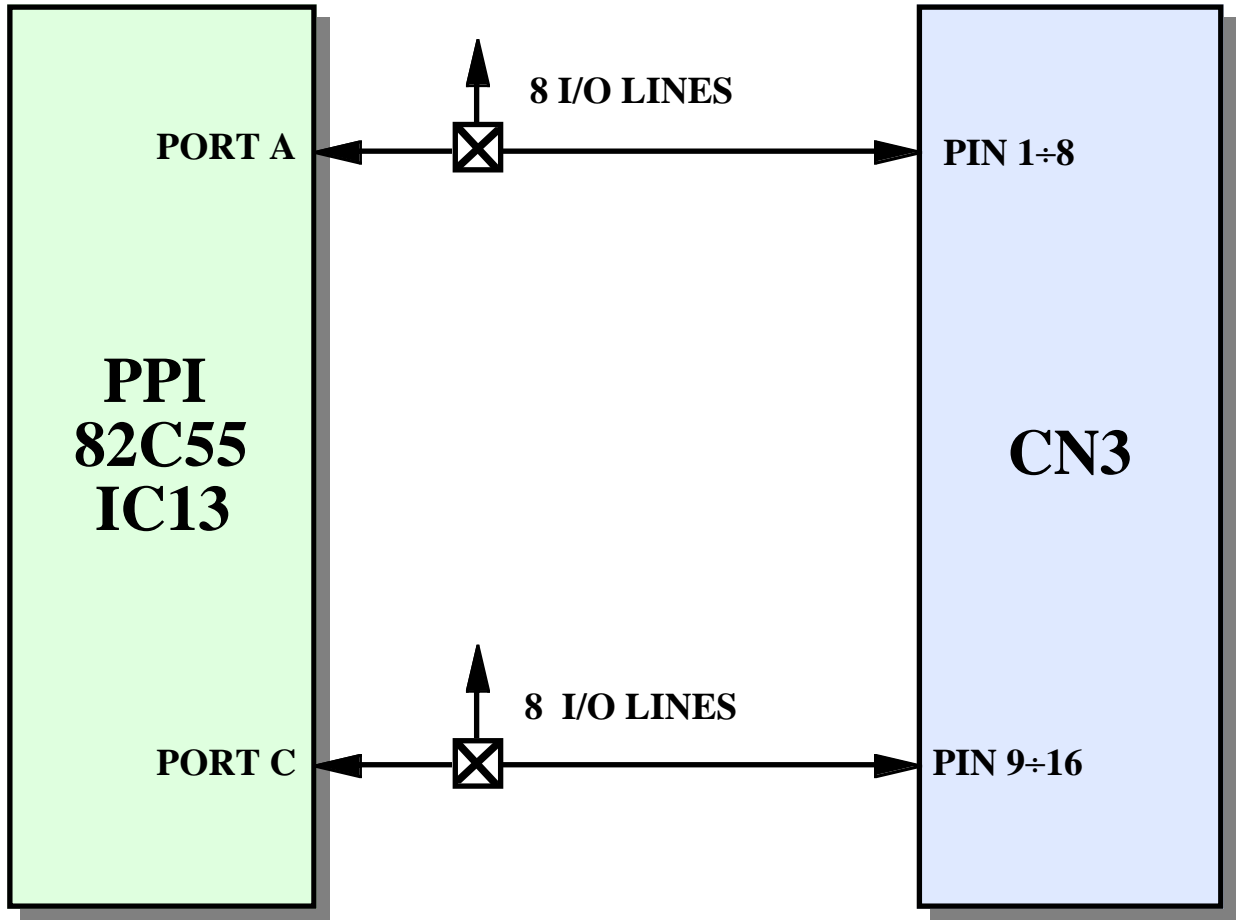 8 I/O LINES
PORT A
PIN 1÷8
PPI
82C55
IC13
CN3
8 I/O LINES
PORT C
PIN 9÷16